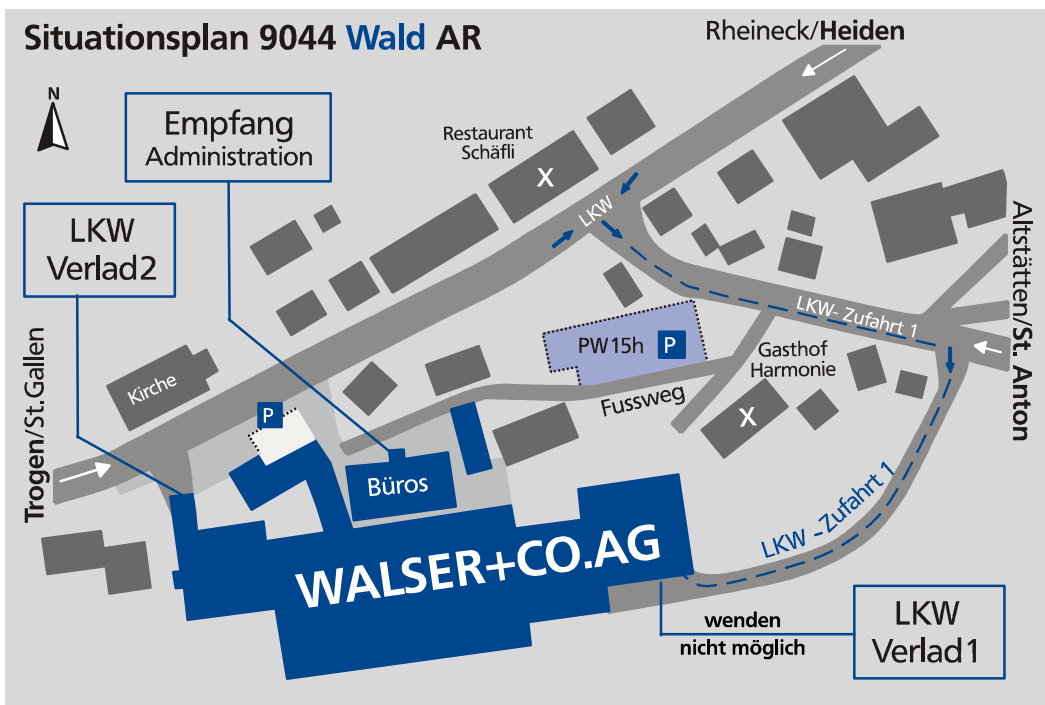 Situationsplan 9044 Wald AR
Rheineck/Heiden
N
Empfang
Administration
Restaurant
Schäfli
X
LKW
Verlad2
LKW
Altstätten/St. Anton
LKW- Zufahrt 1
PW15h P
Gasthof
Harmonie
Kirche
Fussweg
X
P
Trogen/St.Gallen
Büros
LKW -Zufahrt 1
WALSER+CO.AG
wenden
nicht möglich
LKW
Verlad1